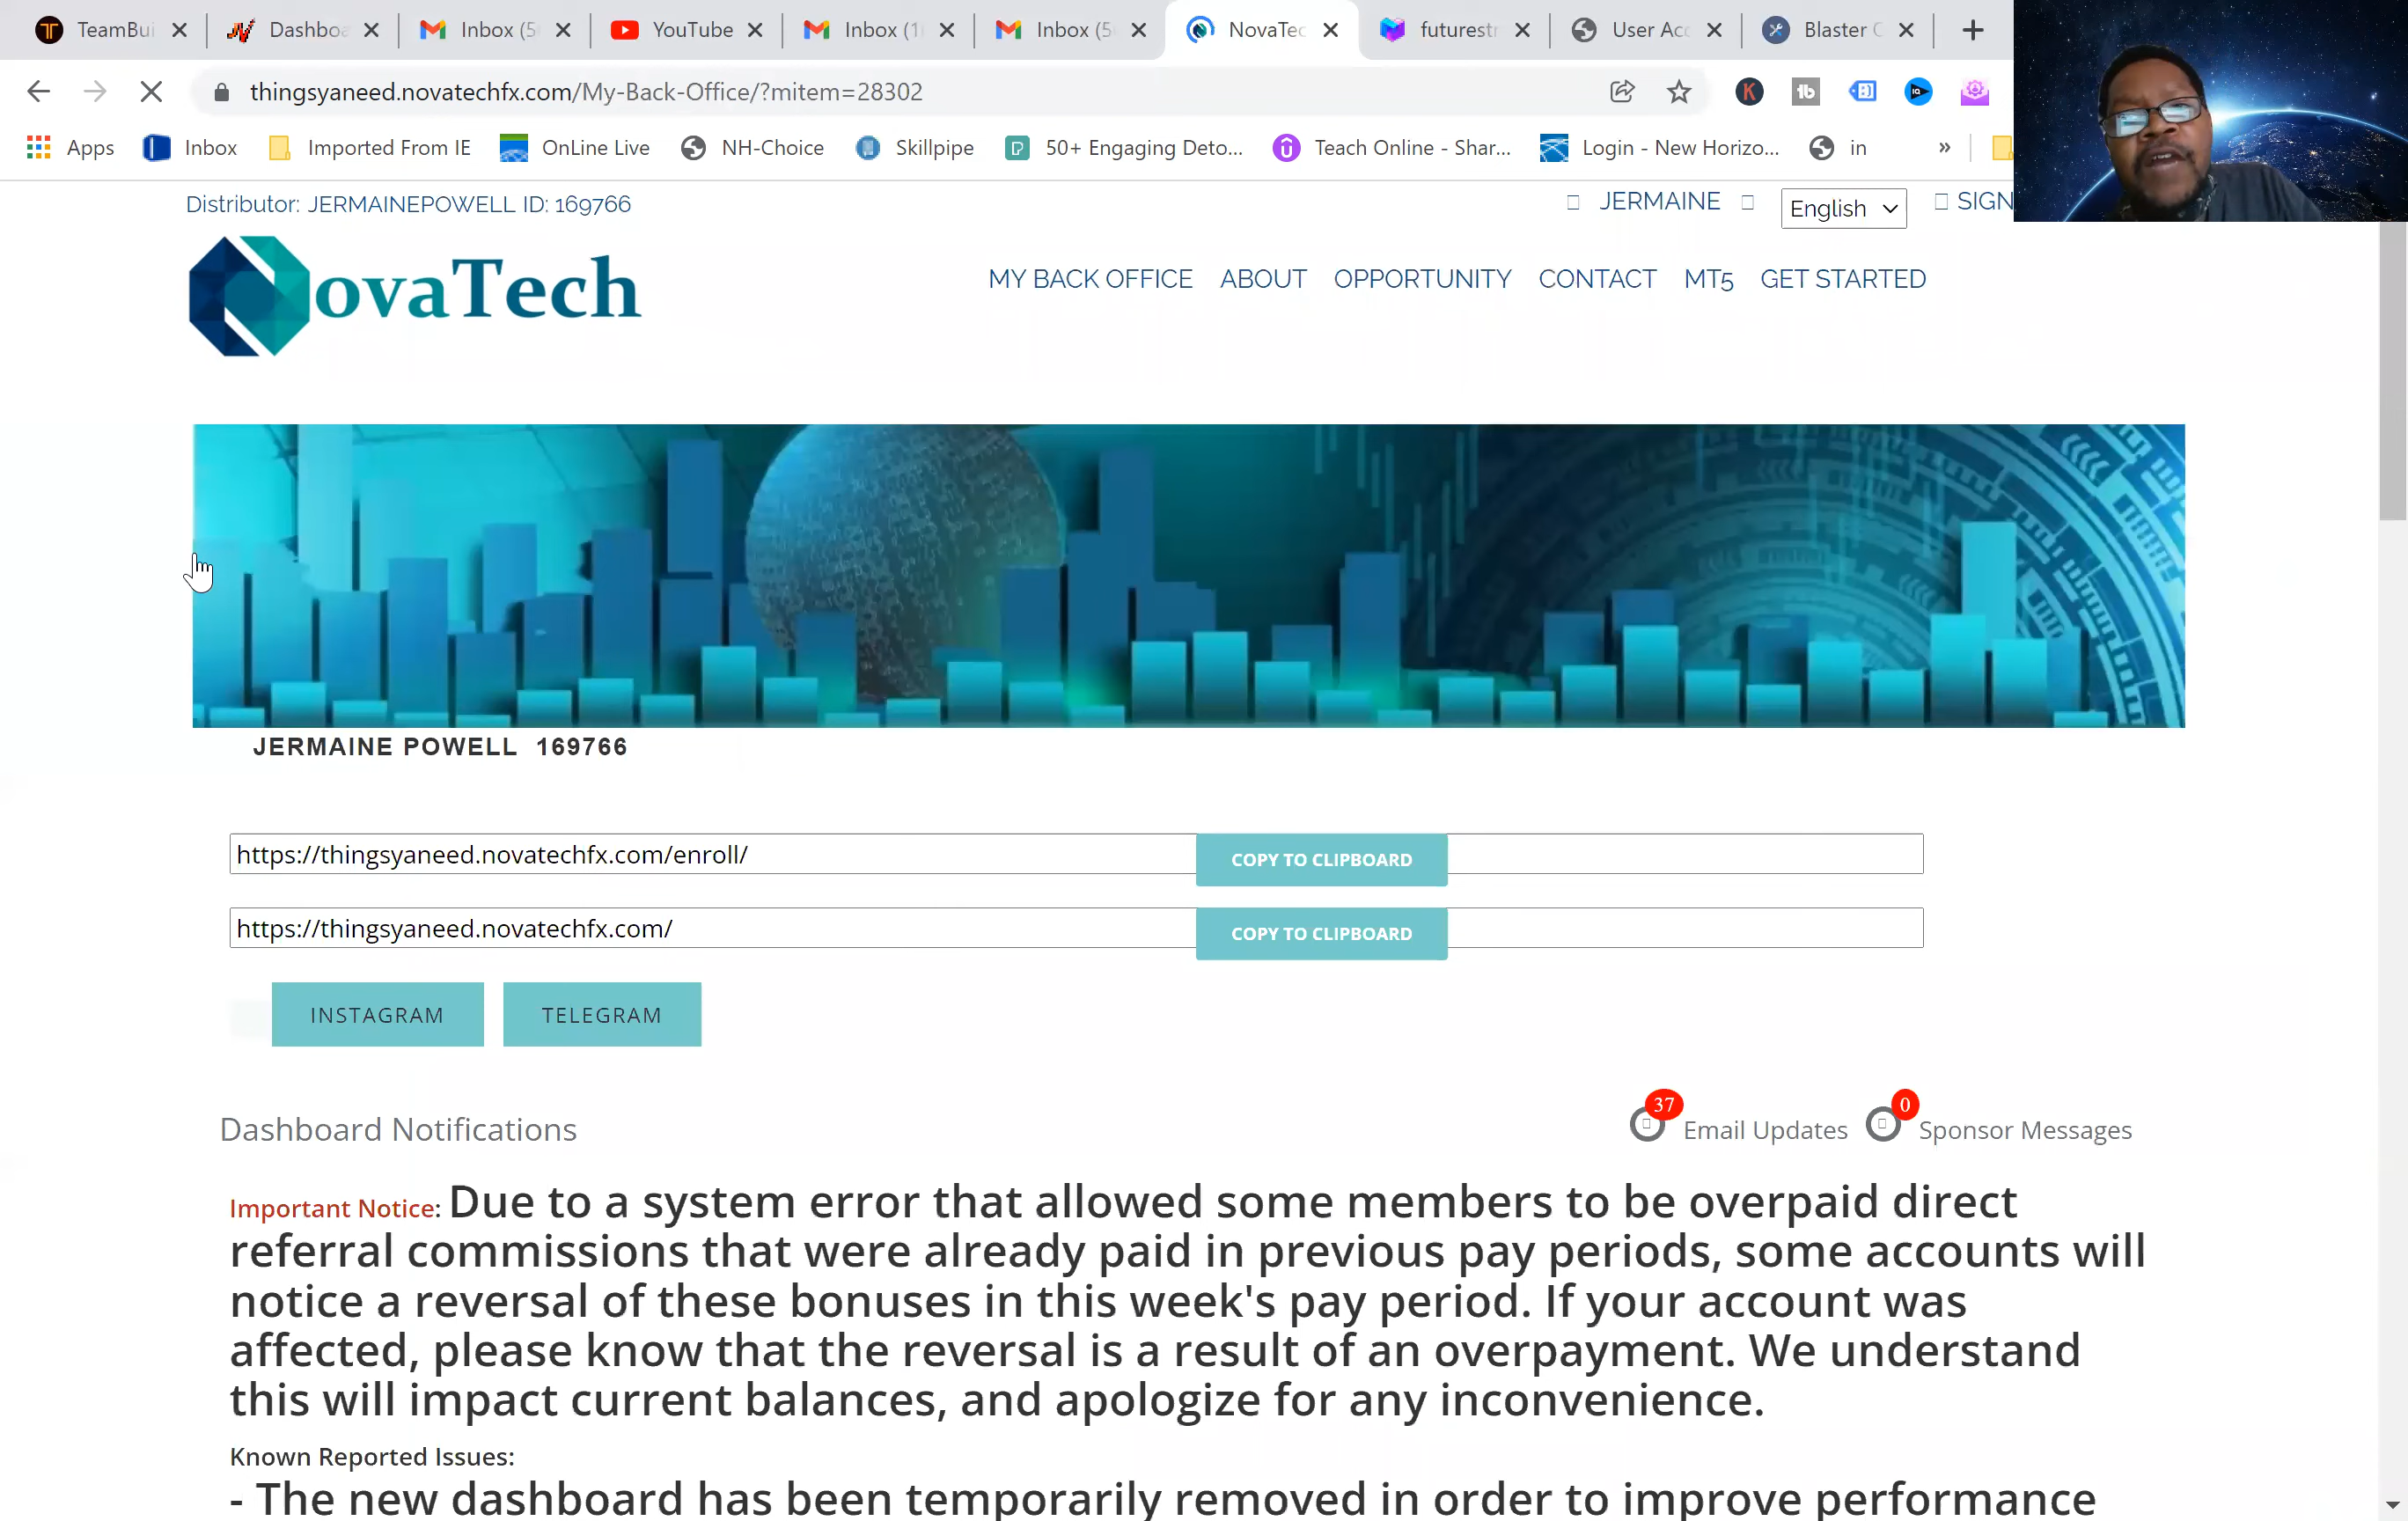 TeamBui
Dashboa
Inbox (5
YouTube
Inbox (1
Inbox (5
NovaTec
futurest
User Acc
Blaster C
thingsyaneed.novatechfx.com/My-Back-Office/?mitem=28302
Apps
Inbox
Imported From IE
OnLine Live
NH-Choice
Skillpipe
50+ Engaging Deto...
Teach Online - Shar...
Login - New Horizo...
in
»
Distributor: JERMAINEPOWELL ID: 169766
JERMAINE
English
SIGN
NovaTech
MY BACK OFFICE
ABOUT
OPPORTUNITY
CONTACT
MT5
GET STARTED
JERMAINE POWELL 169766
https://thingsyaneed.novatechfx.com/enroll/
COPY TO CLIPBOARD
https://thingsyaneed.novatechfx.com/
COPY TO CLIPBOARD
INSTAGRAM
TELEGRAM
Dashboard Notifications
37
Email Updates
0
Sponsor Messages
Important Notice: Due to a system error that allowed some members to be overpaid direct
referral commissions that were already paid in previous pay periods, some accounts will
notice a reversal of these bonuses in this week's pay period. If your account was
affected, please know that the reversal is a result of an overpayment. We understand
this will impact current balances, and apologize for any inconvenience.
Known Reported Issues:
- The new dashboard has been temporarily removed in order to improve performance